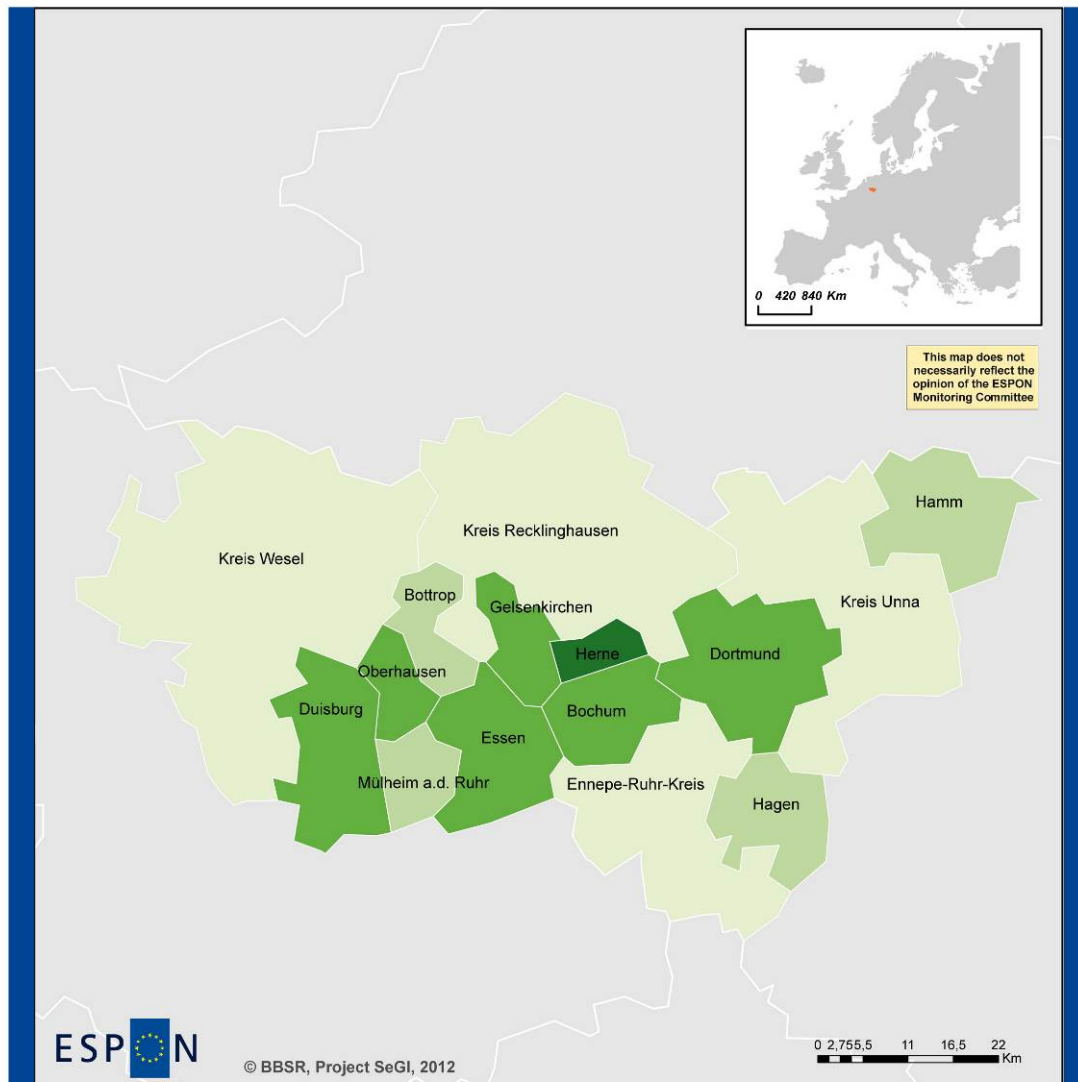 0 420 840 Km
This map does not
necessarily reflect the
opinion of the ESPON
Monitoring Committee
Hamm
Kreis Recklinghausen
Kreis Wesel
Bottrop
Gelsenkirchen
Kreis Unna
Herne
Dortmund
Oberhausen
Duisburg
Bochum
Essen
Mülheim a.d. Ruhr
Ennepe-Ruhr-Kreis
Hagen
ESPON
© BBSR, Project SeGI, 2012
0 2,75 5,5 11 16,5 22
Km